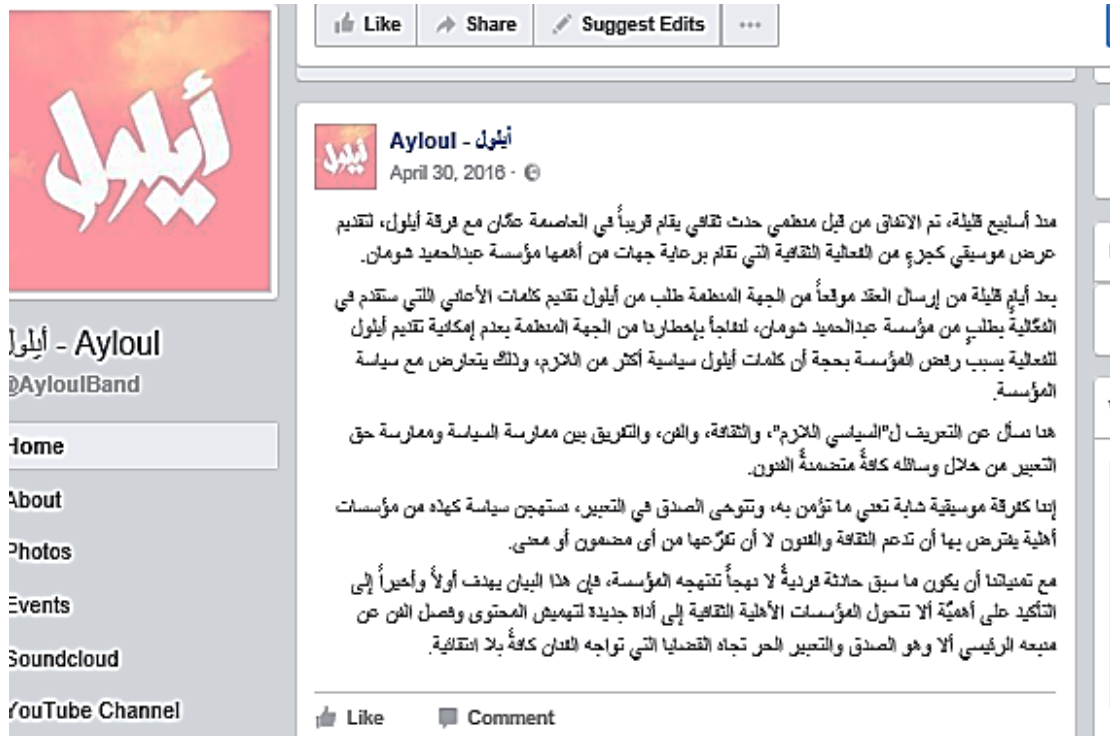 Like Share Suggest Edits
أيلول
أيلول - Ayloul
April 30, 2016
منذ أسابيع قليلة، تم الاتفاق من قبل منظمي حدث ثقافي يقام قريباً في العاصمة عمّان مع فرقة أيلول، لتقديم
عرض موسيقي كجزءٍ من الفعالية الثقافية التي تقام برعاية جهات من أهمها مؤسسة عبدالحميد شومان.
بعد أيامٍ قليلة من إرسال العقد موقعاً من الجهة المنظمة طلب من أيلول تقديم كلمات الأغاني اللتي ستقدم في
الفعّالية بطلبٍ من مؤسسة عبدالحميد شومان، لنفاجأ بإخطارنا من الجهة المنظمة بعدم إمكانية تقديم أيلول
للفعالية بسبب رفض المؤسسة بحجة أن كلمات أيلول سياسية أكثر من اللازم، وذلك يتعارض مع سياسة
المؤسسة.
هنا نسأل عن التعريف ل"السياسي اللازم"، والثقافة، والفن، والتفريق بين ممارسة السياسة وممارسة حق
التعبير من خلال وسائله كافةً متضمنةً الفنون.
إننا كفرقة موسيقية شابة تعني ما تؤمن به، وتتوخى الصدق في التعبير، نستهجن سياسة كهذه من مؤسسات
أهلية يفترض بها أن تدعم الثقافة والفنون لا أن تفرّغها من أي مضمون أو معنى.
مع تمنياتنا أن يكون ما سبق حادثة فرديةً لا نهجاً تنتهجه المؤسسة، فإن هذا البيان يهدف أولاً وأخيراً إلى
التأكيد على أهميّة ألا تتحول المؤسسات الأهلية الثقافية إلى أداة جديدة لتهميش المحتوى وفصل الفن عن
منبعه الرئيسي ألا وهو الصدق والتعبير الحر تجاه القضايا التي تواجه الفنان كافةً بلا انتقائية.
Like Comment
أيلول - Ayloul
@AyloulBand
Home
About
Photos
Events
Soundcloud
YouTube Channel